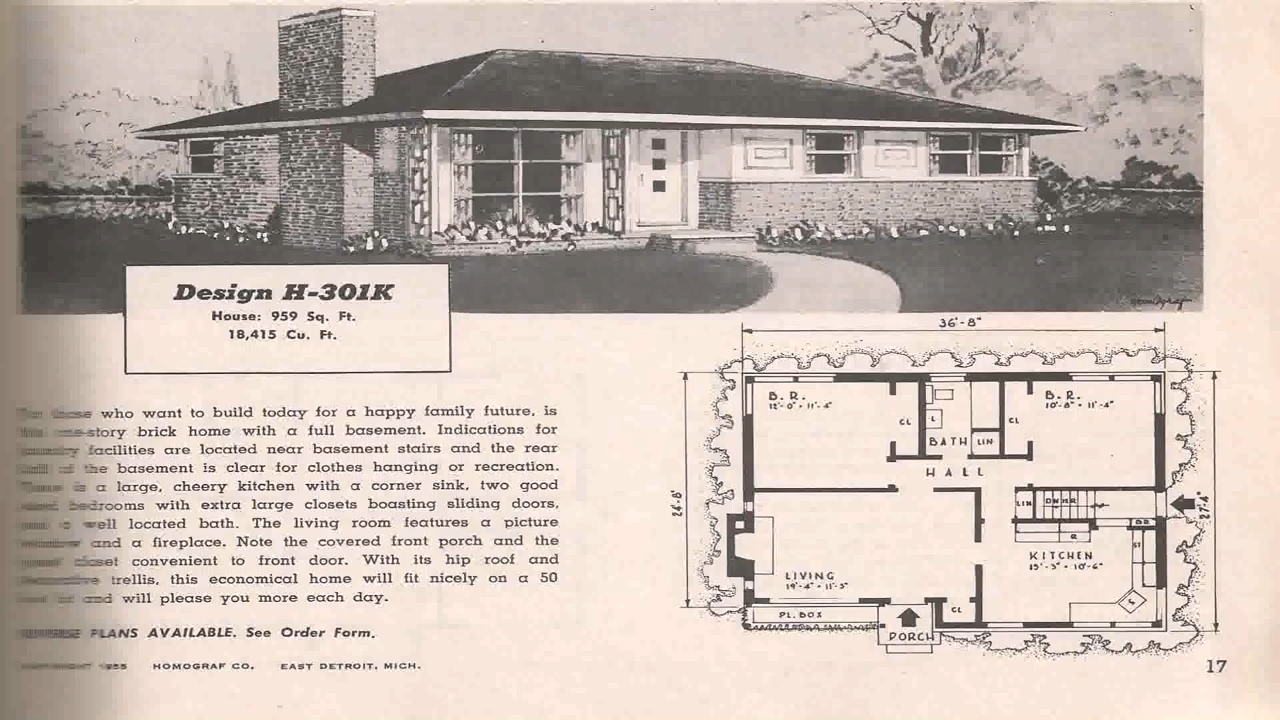 Design H-301K
House: 959 Sq. Ft.
18,415 Cu. Ft.
who want to build today for a happy family future, is
one-story brick home with a full basement. Indications for
facilities are located near basement stairs and the rear
of the basement is clear for clothes hanging or recreation.
is a large, cheery kitchen with a corner sink, two good
bedrooms with extra large closets boasting sliding doors,
well located bath. The living room features a picture
and a fireplace. Note the covered front porch and the
closet convenient to front door. With its hip roof and
trellis, this economical home will fit nicely on a 50
and will please you more each day.
PLANS AVAILABLE. See Order Form.
HOMOGRAF CO. EAST DETROIT, MICH.
36'-8"
B.R.
12'-0" • 11'-4"
CL
BATH
LIN
CL
B.R.
10'-8" • 11'-4"
HALL
24'-8"
27'-4"
LIN
DN
BR
R
KITCHEN
15'-3" • 10'-6"
ST
S
LIVING
19'-4" • 11'-5"
PL. BOX
CL
PORCH
17